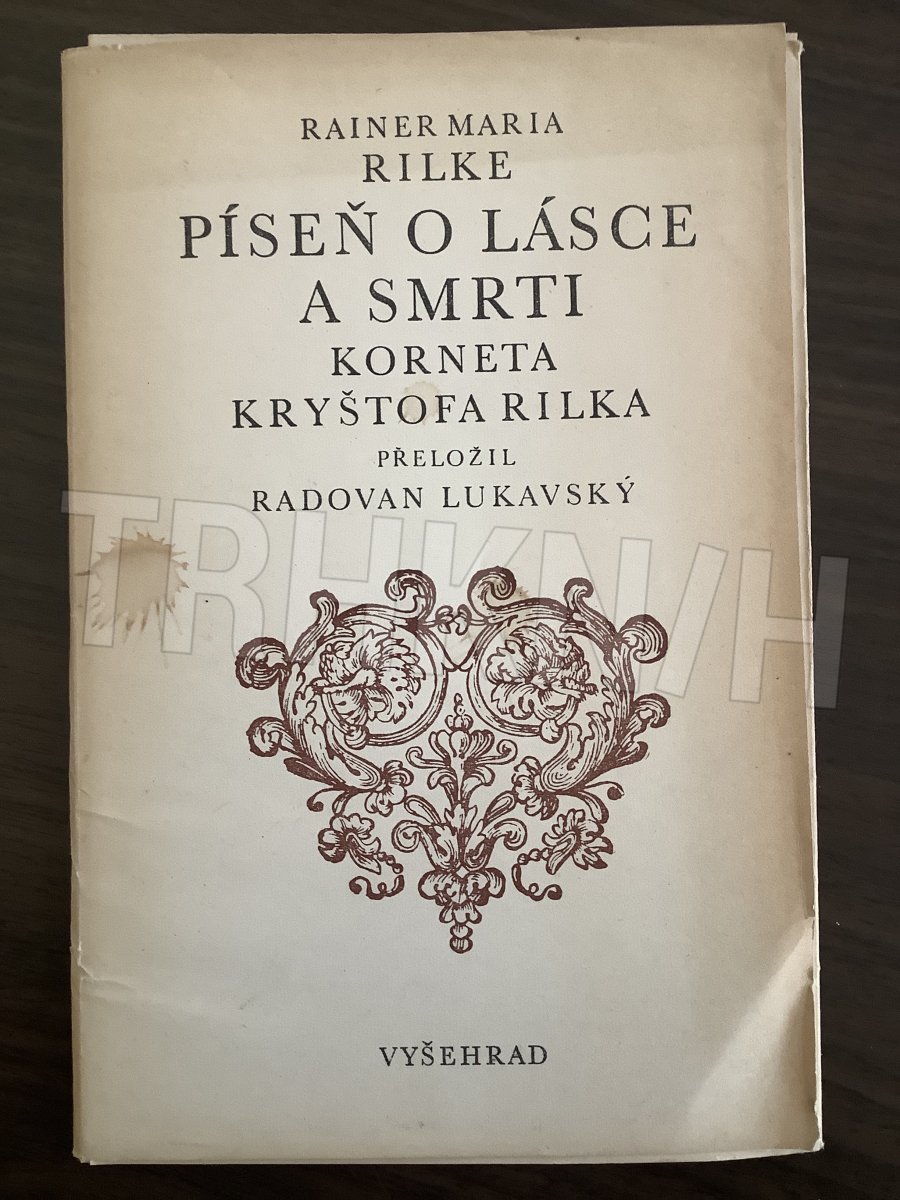 RAINER MARIA
RILKE
PÍSEŇ O LÁSCE
A SMRTI
KORNETA
KRYŠTOFA RILKA
PŘELOŽIL
RADOVAN LUKAVSKÝ
TRHKNIH
VYŠEHRAD